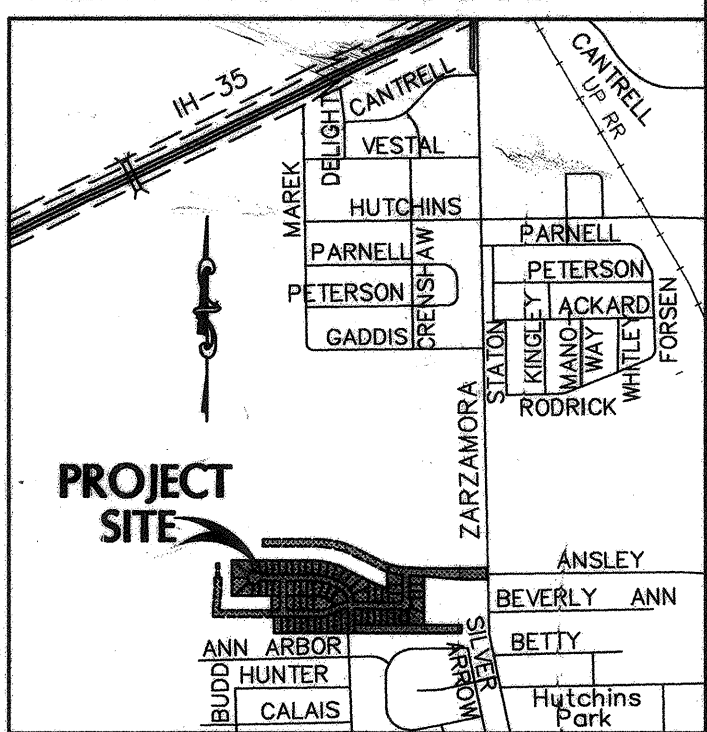 IH-35
CANTRELL
UP RR
DELIGHT
CANTRELL
VESTAL
MAREK
HUTCHINS
PARNELL
CRENSHAW
PETERSON
GADDIS
PARNELL
PETERSON
ACKARD
STATON
KINGLEY
MANO-
WAY
WHITLEY
FORSEN
RODRICK
ZARZAMORA
PROJECT
SITE
ANSLEY
BEVERLY ANN
BETTY
SILVER
ARROW
ANN ARBOR
BUDD
HUNTER
CALAIS
Hutchins
Park